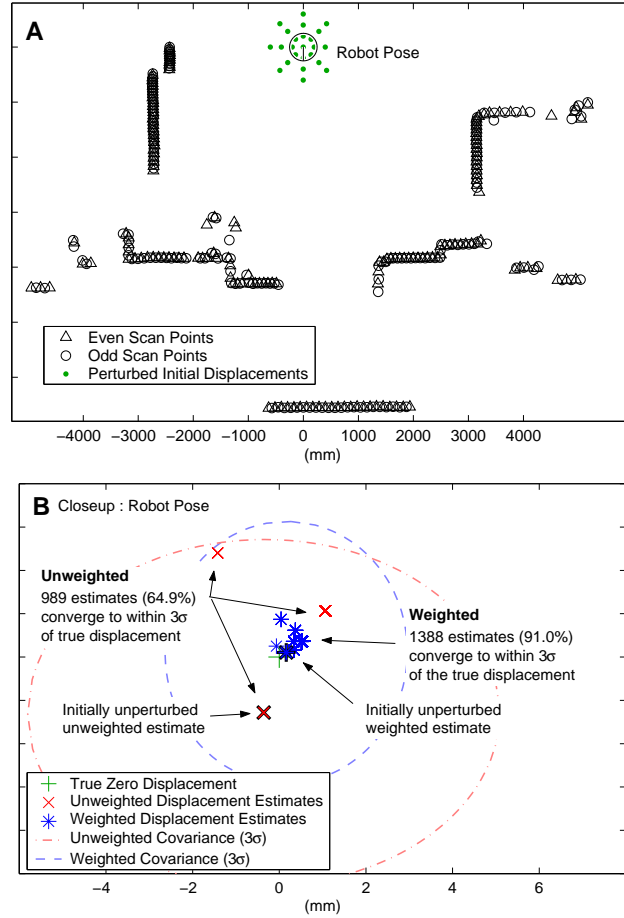 A
Robot Pose
Even Scan Points
Odd Scan Points
Perturbed Initial Displacements
−4000 −3000 −2000 −1000 0 1000 2000 3000 4000
(mm)
B Closeup : Robot Pose
Unweighted
989 estimates (64.9%)
converge to within 3σ
of true displacement
Weighted
1388 estimates (91.0%)
converge to within 3σ
of the true displacement
Initially unperturbed
unweighted estimate
Initially unperturbed
weighted estimate
True Zero Displacement
Unweighted Displacement Estimates
Weighted Displacement Estimates
Unweighted Covariance (3σ)
Weighted Covariance (3σ)
−4 −2 0 2 4 6
(mm)